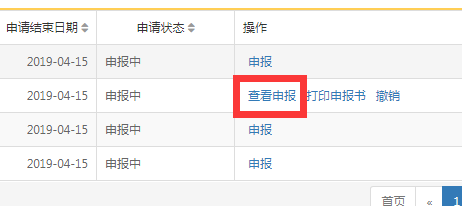 申请结束日期 申请状态 操作
2019-04-15 申报中 申报
2019-04-15 申报中 查看申报 打印申报书 撤销
2019-04-15 申报中 申报
2019-04-15 申报中 申报
首页 « 1